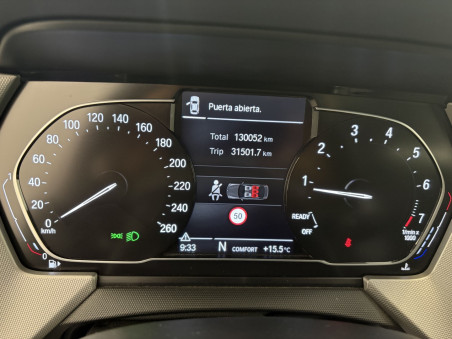 Puerta abierta.
Total 130052 km
Trip 31501.7 km
0 20 40 60 80 100 120 140 160 180 200 220 240 260
km/h
50
1 2 3 4 5 6 7
READY
OFF
1/min x
1000
1
0
9:33 N COMFORT +15.5°C